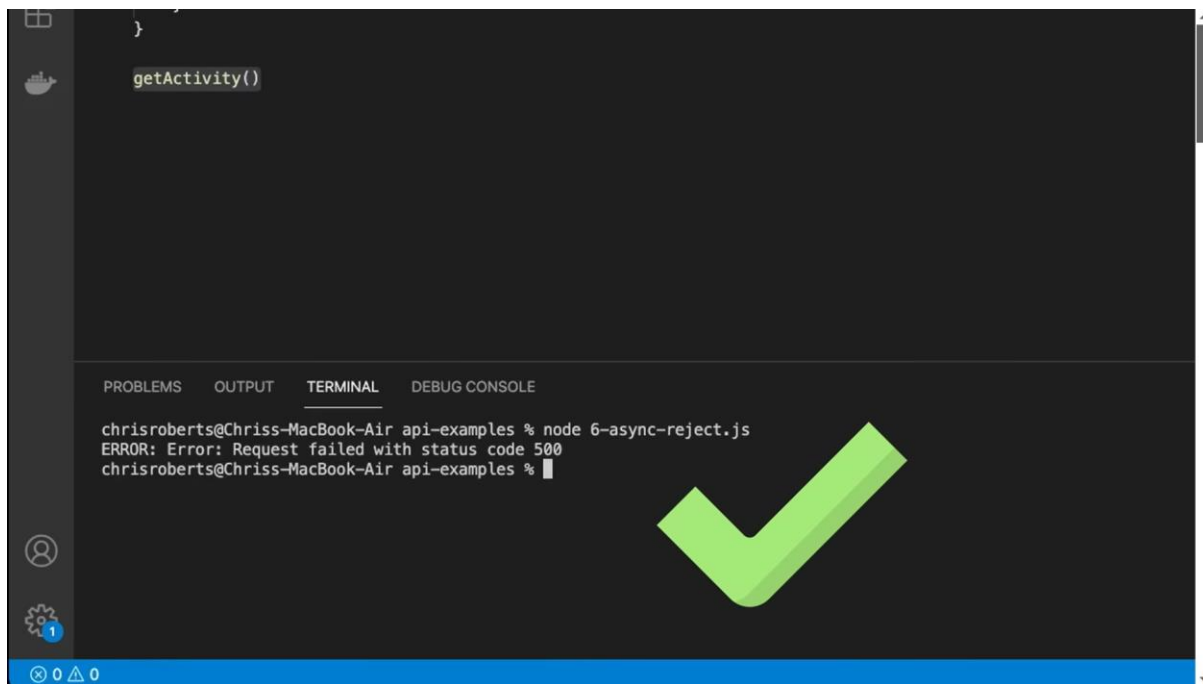 }
getActivity()
PROBLEMS OUTPUT TERMINAL DEBUG CONSOLE
chrisroberts@Chriss-MacBook-Air api-examples % node 6-async-reject.js
ERROR: Error: Request failed with status code 500
chrisroberts@Chriss-MacBook-Air api-examples %
1
0 0